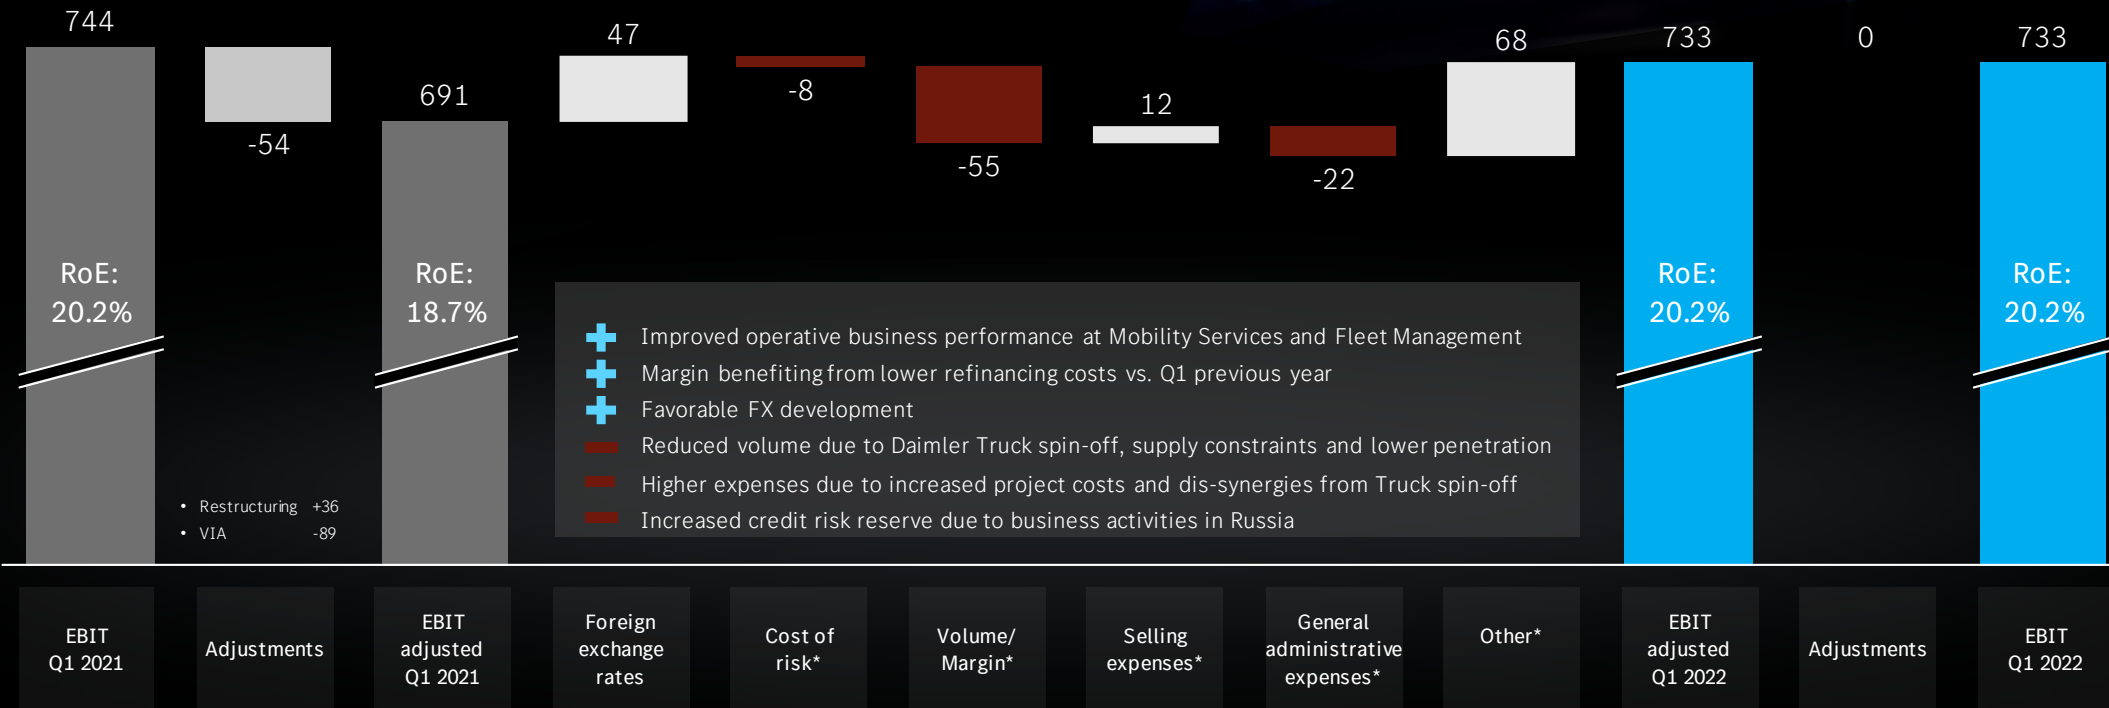 744
-54
691
47
-8
-55
12
-22
68
733
0
733
RoE:
20.2%
RoE:
18.7%
RoE:
20.2%
RoE:
20.2%
Improved operative business performance at Mobility Services and Fleet Management
Margin benefiting from lower refinancing costs vs. Q1 previous year
Favorable FX development
Reduced volume due to Daimler Truck spin-off, supply constraints and lower penetration
Higher expenses due to increased project costs and dis-synergies from Truck spin-off
Increased credit risk reserve due to business activities in Russia
• Restructuring +36
• VIA -89
EBIT
Q1 2021
Adjustments
EBIT
adjusted
Q1 2021
Foreign
exchange
rates
Cost of
risk*
Volume/
Margin*
Selling
expenses*
General
administrative
expenses*
Other*
EBIT
adjusted
Q1 2022
Adjustments
EBIT
Q1 2022